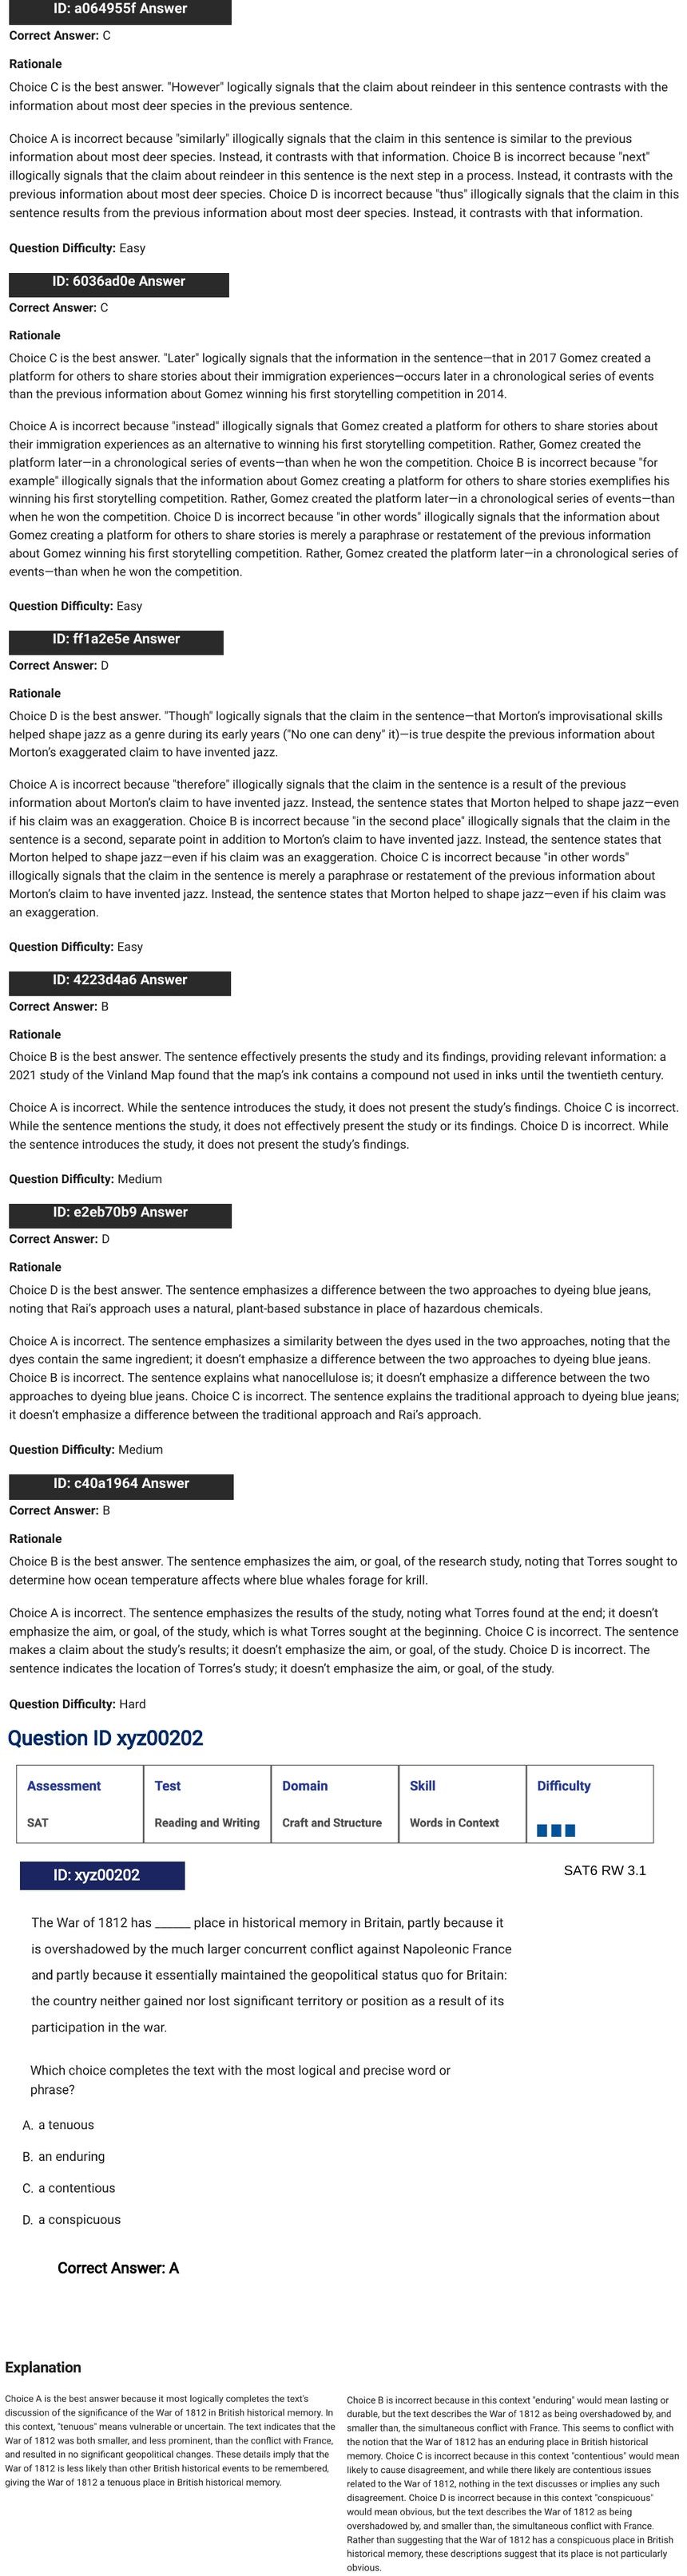 ID: a064955f Answer
Correct Answer: C
Rationale
Choice C is the best answer. "However" logically signals that the claim about reindeer in this sentence contrasts with the
information about most deer species in the previous sentence.
Choice A is incorrect because "similarly" illogically signals that the claim in this sentence is similar to the previous
information about most deer species. Instead, it contrasts with that information. Choice B is incorrect because "next"
illogically signals that the claim about reindeer in this sentence is the next step in a process. Instead, it contrasts with the
previous information about most deer species. Choice D is incorrect because "thus" illogically signals that the claim in this
sentence results from the previous information about most deer species. Instead, it contrasts with that information.
Question Difficulty: Easy
ID: 6036ad0e Answer
Correct Answer: C
Rationale
Choice C is the best answer. "Later" logically signals that the information in the sentence—that in 2017 Gomez created a
platform for others to share stories about their immigration experiences—occurs later in a chronological series of events
than the previous information about Gomez winning his first storytelling competition in 2014.
Choice A is incorrect because "instead" illogically signals that Gomez created a platform for others to share stories about
their immigration experiences as an alternative to winning his first storytelling competition. Rather, Gomez created the
platform later—in a chronological series of events—than when he won the competition. Choice B is incorrect because "for
example" illogically signals that the information about Gomez creating a platform for others to share stories exemplifies his
winning his first storytelling competition. Rather, Gomez created the platform later—in a chronological series of events—than
when he won the competition. Choice D is incorrect because "in other words" illogically signals that the information about
Gomez creating a platform for others to share stories is merely a paraphrase or restatement of the previous information
about Gomez winning his first storytelling competition. Rather, Gomez created the platform later—in a chronological series of
events—than when he won the competition.
Question Difficulty: Easy
ID: ff1a2e5e Answer
Correct Answer: D
Rationale
Choice D is the best answer. "Though" logically signals that the claim in the sentence—that Morton's improvisational skills
helped shape jazz as a genre during its early years ("No one can deny" it)—is true despite the previous information about
Morton's exaggerated claim to have invented jazz.
Choice A is incorrect because "therefore" illogically signals that the claim in the sentence is a result of the previous
information about Morton's claim to have invented jazz. Instead, the sentence states that Morton helped to shape jazz—even
if his claim was an exaggeration. Choice B is incorrect because "in the second place" illogically signals that the claim in the
sentence is a second, separate point in addition to Morton's claim to have invented jazz. Instead, the sentence states that
Morton helped to shape jazz—even if his claim was an exaggeration. Choice C is incorrect because "in other words"
illogically signals that the claim in the sentence is merely a paraphrase or restatement of the previous information about
Morton's claim to have invented jazz. Instead, the sentence states that Morton helped to shape jazz—even if his claim was
an exaggeration.
Question Difficulty: Easy
ID: 4223d4a6 Answer
Correct Answer: B
Rationale
Choice B is the best answer. The sentence effectively presents the study and its findings, providing relevant information: a
2021 study of the Vinland Map found that the map's ink contains a compound not used in inks until the twentieth century.
Choice A is incorrect. While the sentence introduces the study, it does not present the study's findings. Choice C is incorrect.
While the sentence mentions the study, it does not effectively present the study or its findings. Choice D is incorrect. While
the sentence introduces the study, it does not present the study's findings.
Question Difficulty: Medium
ID: e2eb70b9 Answer
Correct Answer: D
Rationale
Choice D is the best answer. The sentence emphasizes a difference between the two approaches to dyeing blue jeans,
noting that Rai's approach uses a natural, plant-based substance in place of hazardous chemicals.
Choice A is incorrect. The sentence emphasizes a similarity between the dyes used in the two approaches, noting that the
dyes contain the same ingredient; it doesn't emphasize a difference between the two approaches to dyeing blue jeans.
Choice B is incorrect. The sentence explains what nanocellulose is; it doesn't emphasize a difference between the two
approaches to dyeing blue jeans. Choice C is incorrect. The sentence explains the traditional approach to dyeing blue jeans;
it doesn't emphasize a difference between the traditional approach and Rai's approach.
Question Difficulty: Medium
ID: c40a1964 Answer
Correct Answer: B
Rationale
Choice B is the best answer. The sentence emphasizes the aim, or goal, of the research study, noting that Torres sought to
determine how ocean temperature affects where blue whales forage for krill.
Choice A is incorrect. The sentence emphasizes the results of the study, noting what Torres found at the end; it doesn't
emphasize the aim, or goal, of the study, which is what Torres sought at the beginning. Choice C is incorrect. The sentence
makes a claim about the study's results; it doesn't emphasize the aim, or goal, of the study. Choice D is incorrect. The
sentence indicates the location of Torres's study; it doesn't emphasize the aim, or goal, of the study.
Question Difficulty: Hard
Question ID xyz00202
Assessment Test Domain Skill Difficulty
SAT Reading and Writing Craft and Structure Words in Context
ID: xyz00202
SAT6 RW 3.1
The War of 1812 has ______ place in historical memory in Britain, partly because it
is overshadowed by the much larger concurrent conflict against Napoleonic France
and partly because it essentially maintained the geopolitical status quo for Britain:
the country neither gained nor lost significant territory or position as a result of its
participation in the war.
Which choice completes the text with the most logical and precise word or
phrase?
A. a tenuous
B. an enduring
C. a contentious
D. a conspicuous
Correct Answer: A
Explanation
Choice A is the best answer because it most logically completes the text's
discussion of the significance of the War of 1812 in British historical memory. In
this context, "tenuous" means vulnerable or uncertain. The text indicates that the
War of 1812 was both smaller, and less prominent, than the conflict with France,
and resulted in no significant geopolitical changes. These details imply that the
War of 1812 is less likely than other British historical events to be remembered,
giving the War of 1812 a tenuous place in British historical memory.
Choice B is incorrect because in this context "enduring" would mean lasting or
durable, but the text describes the War of 1812 as being overshadowed by, and
smaller than, the simultaneous conflict with France. This seems to conflict with
the notion that the War of 1812 has an enduring place in British historical
memory. Choice C is incorrect because in this context "contentious" would mean
likely to cause disagreement, and while there likely are contentious issues
related to the War of 1812, nothing in the text discusses or implies any such
disagreement. Choice D is incorrect because in this context "conspicuous"
would mean obvious, but the text describes the War of 1812 as being
overshadowed by, and smaller than, the simultaneous conflict with France.
Rather than suggesting that the War of 1812 has a conspicuous place in British
historical memory, these descriptions suggest that its place is not particularly
obvious.